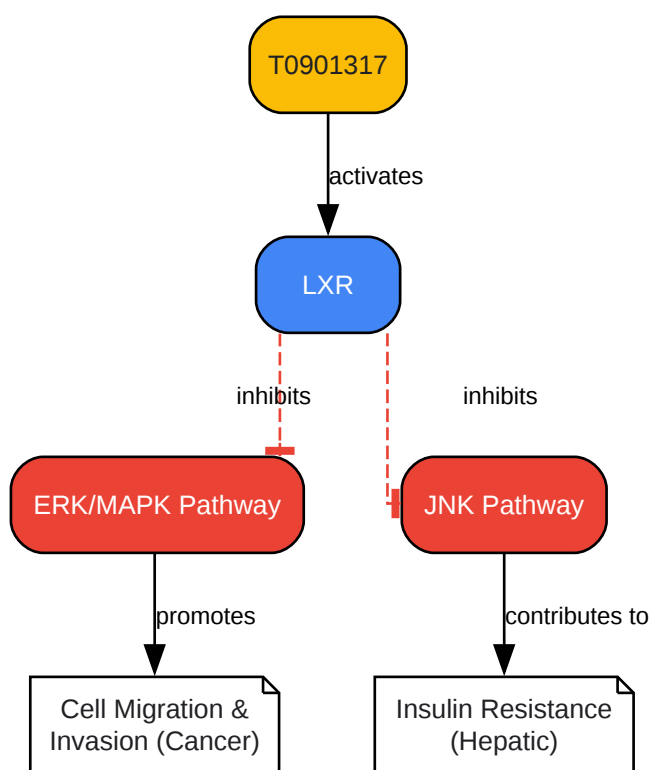 T0901317
activates
LXR
inhibits
inhibits
ERK/MAPK Pathway
JNK Pathway
promotes
contributes to
Cell Migration &
Invasion (Cancer)
Insulin Resistance
(Hepatic)